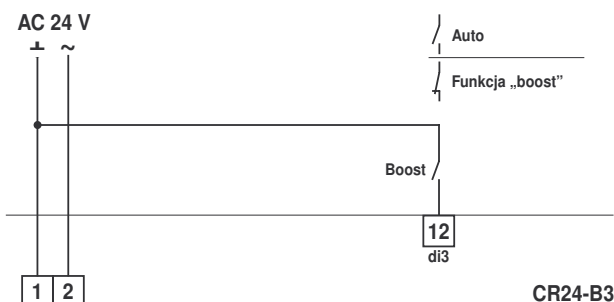 AC 24 V
⊥ ~
Auto
Funkcja „boost”
Boost
12
di3
1 2
CR24-B3